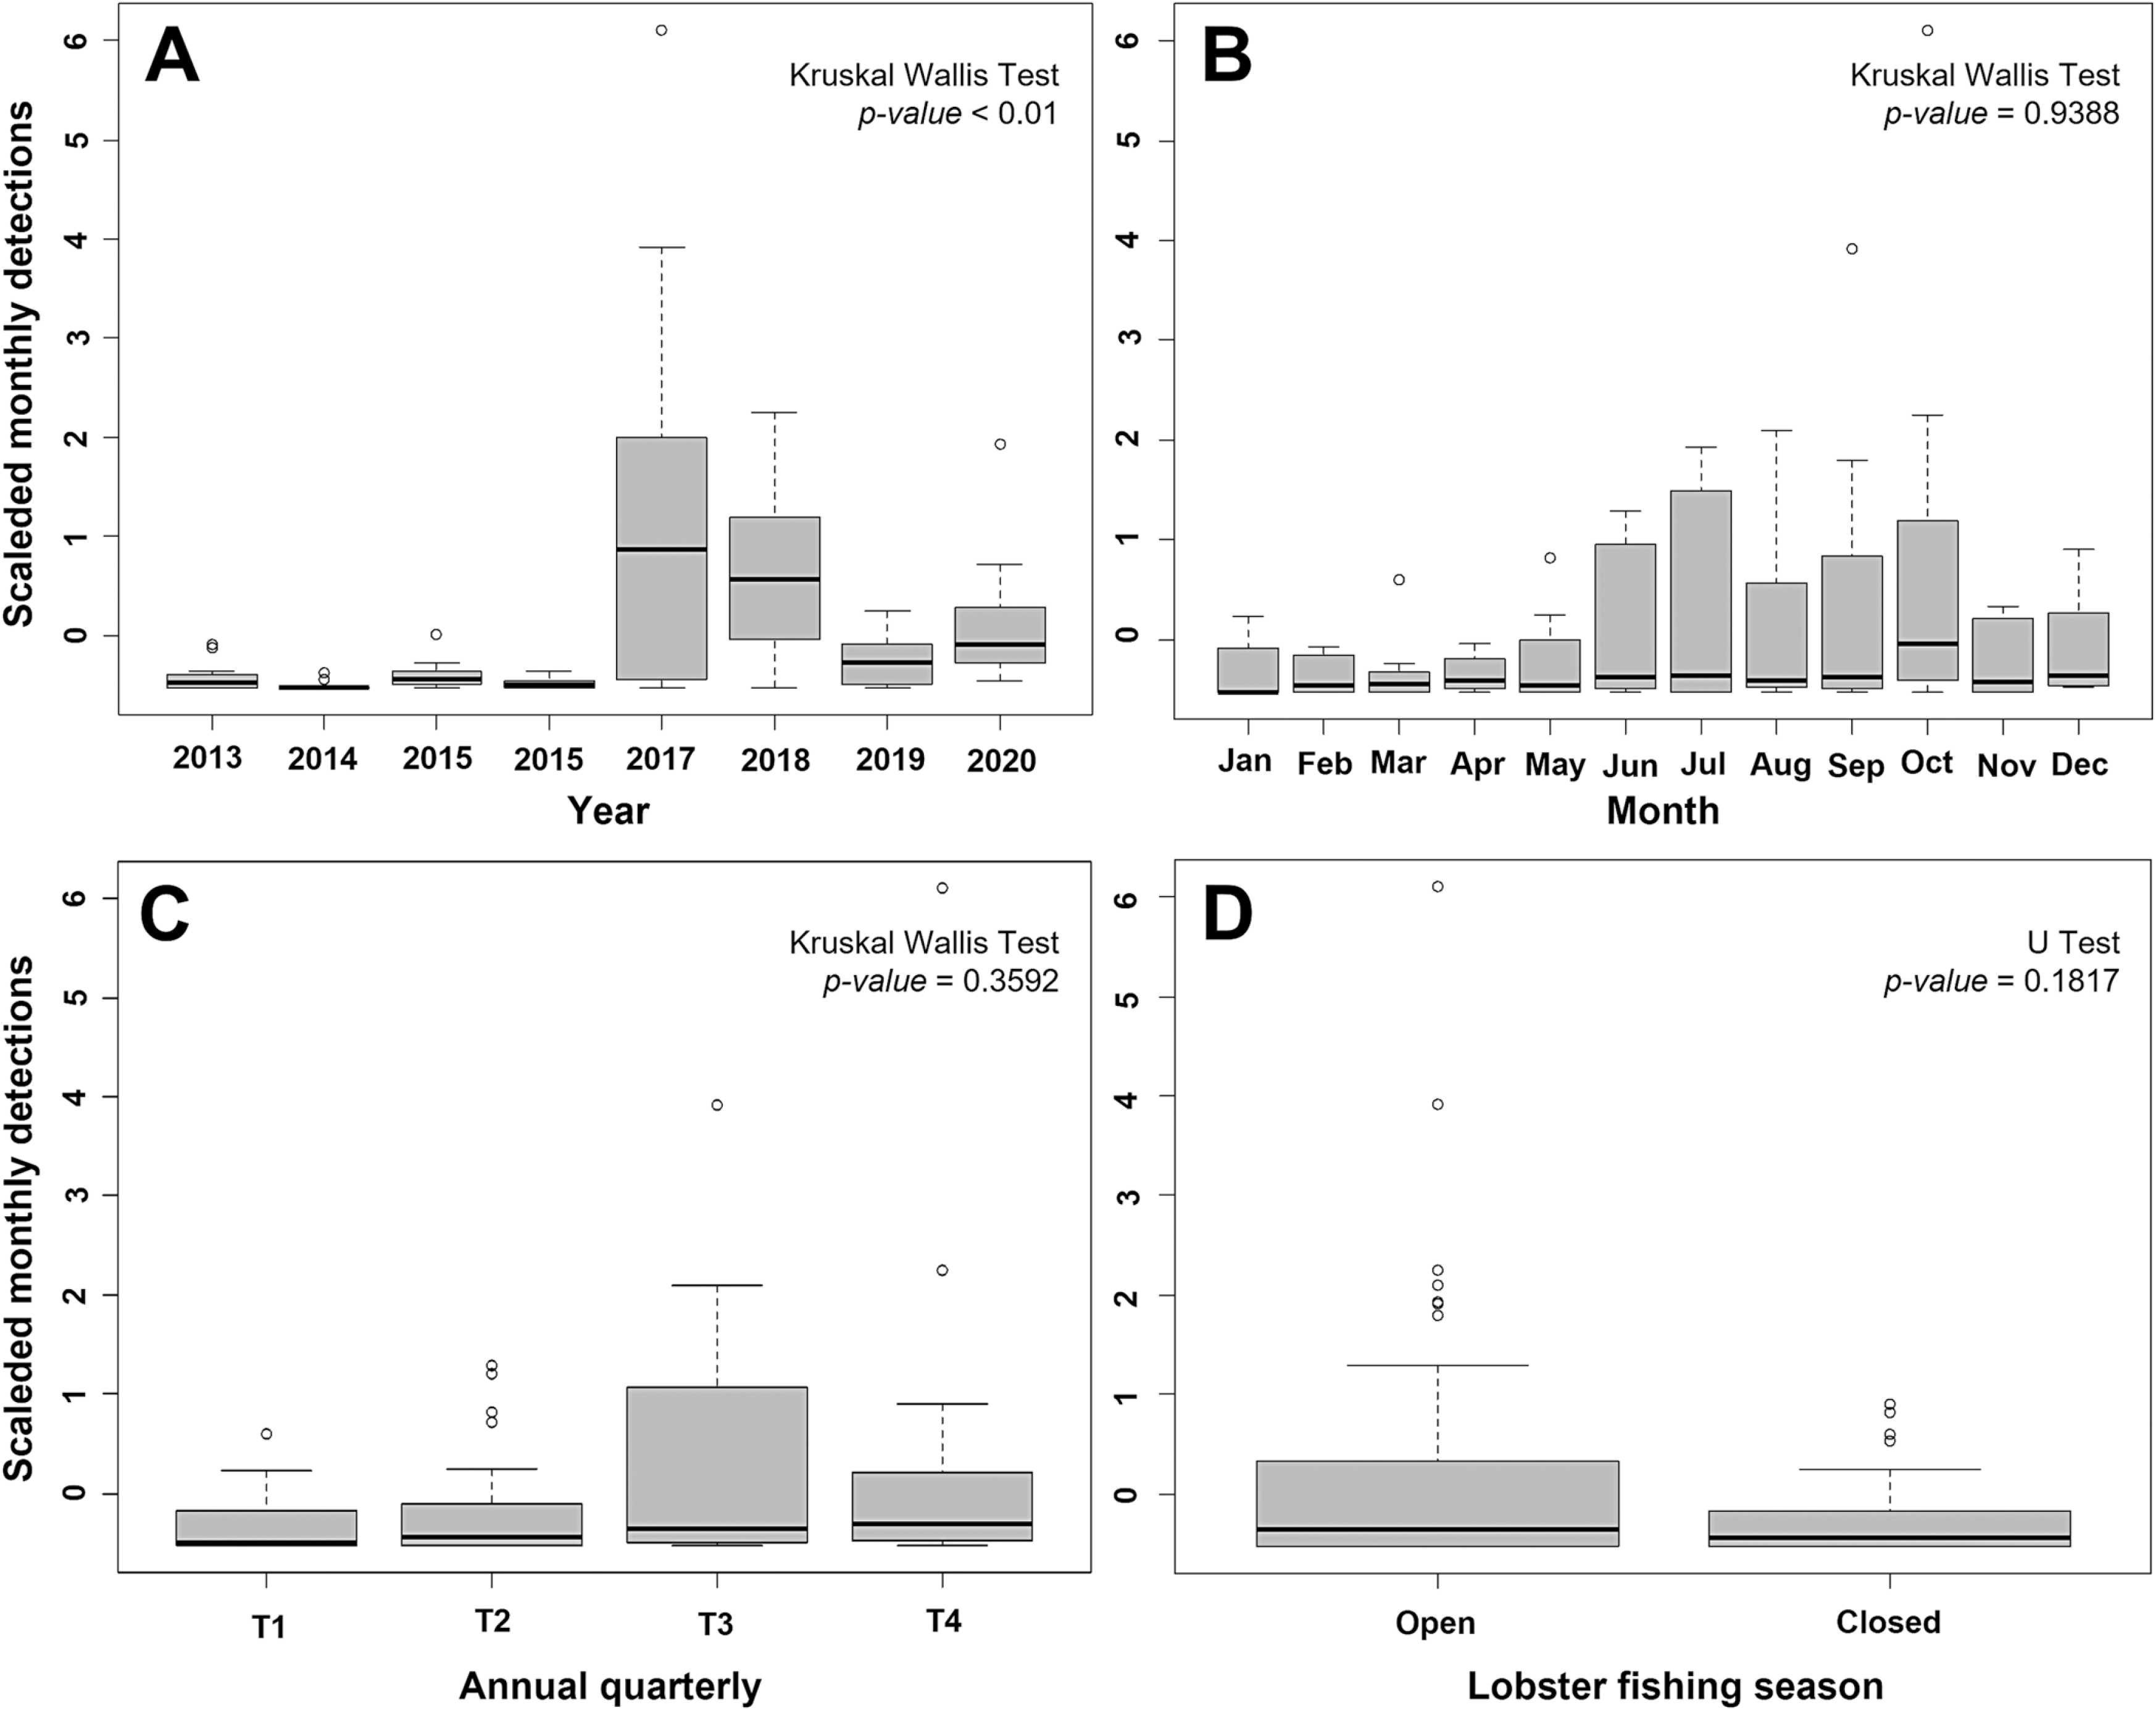 A
Kruskal Wallis Test
p-value < 0.01
Scaleded monthly detections
6
5
4
3
2
1
0
2013 2014 2015 2015 2017 2018 2019 2020
Year
B
Kruskal Wallis Test
p-value = 0.9388
6
5
4
3
2
1
0
Jan Feb Mar Apr May Jun Jul Aug Sep Oct Nov Dec
Month
C
Kruskal Wallis Test
p-value = 0.3592
Scaleded monthly detections
6
5
4
3
2
1
0
T1 T2 T3 T4
Annual quarterly
D
U Test
p-value = 0.1817
6
5
4
3
2
1
0
Open Closed
Lobster fishing season